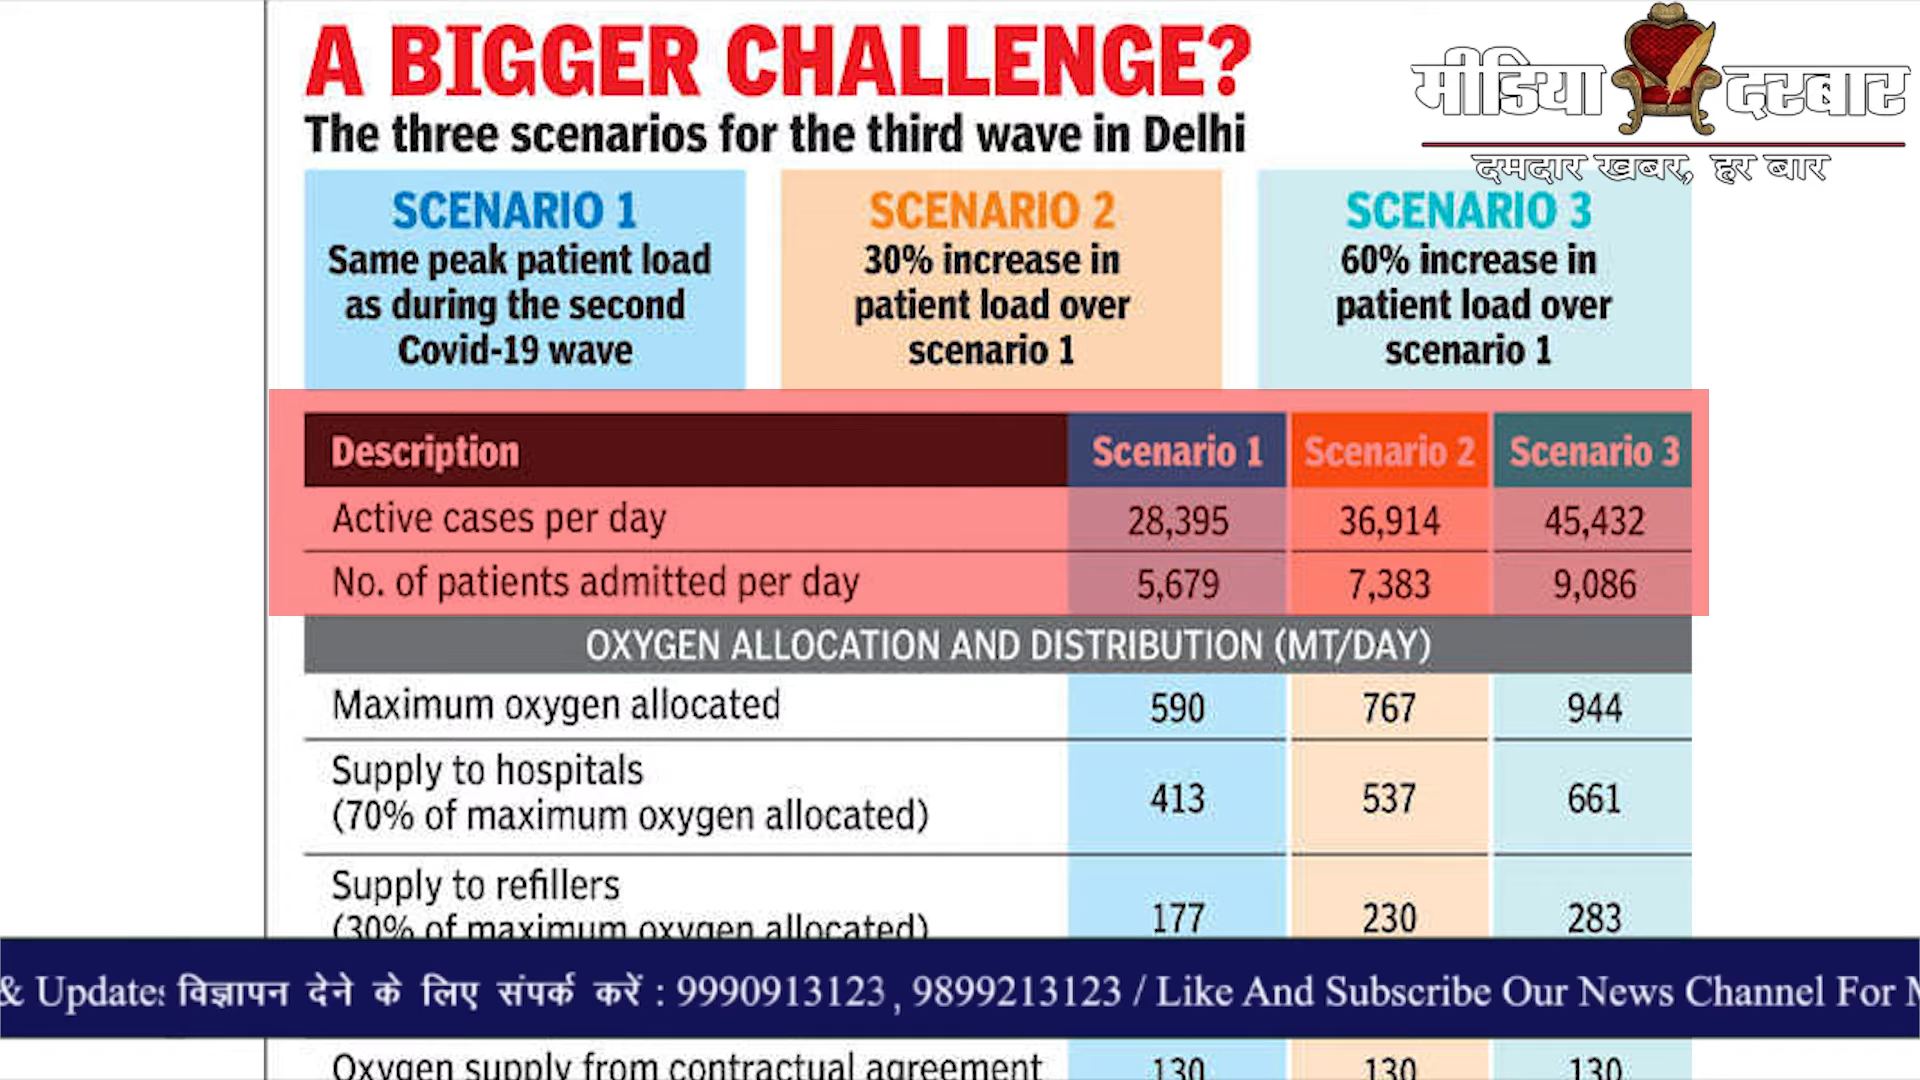 A BIGGER CHALLENGE?
The three scenarios for the third wave in Delhi
मीडिया दरबार
दमदार खबर, हर बार
SCENARIO 1
Same peak patient load
as during the second
Covid-19 wave
SCENARIO 2
30% increase in
patient load over
scenario 1
SCENARIO 3
60% increase in
patient load over
scenario 1
Description Scenario 1 Scenario 2 Scenario 3
Active cases per day 28,395 36,914 45,432
No. of patients admitted per day 5,679 7,383 9,086
OXYGEN ALLOCATION AND DISTRIBUTION (MT/DAY)
Maximum oxygen allocated 590 767 944
Supply to hospitals
(70% of maximum oxygen allocated) 413 537 661
Supply to refillers
(30% of maximum oxygen allocated) 177 230 283
& Updates विज्ञापन देने के लिए संपर्क करें : 9990913123, 9899213123 / Like And Subscribe Our News Channel For
Oxygen supply from contractual agreement 130 130 130